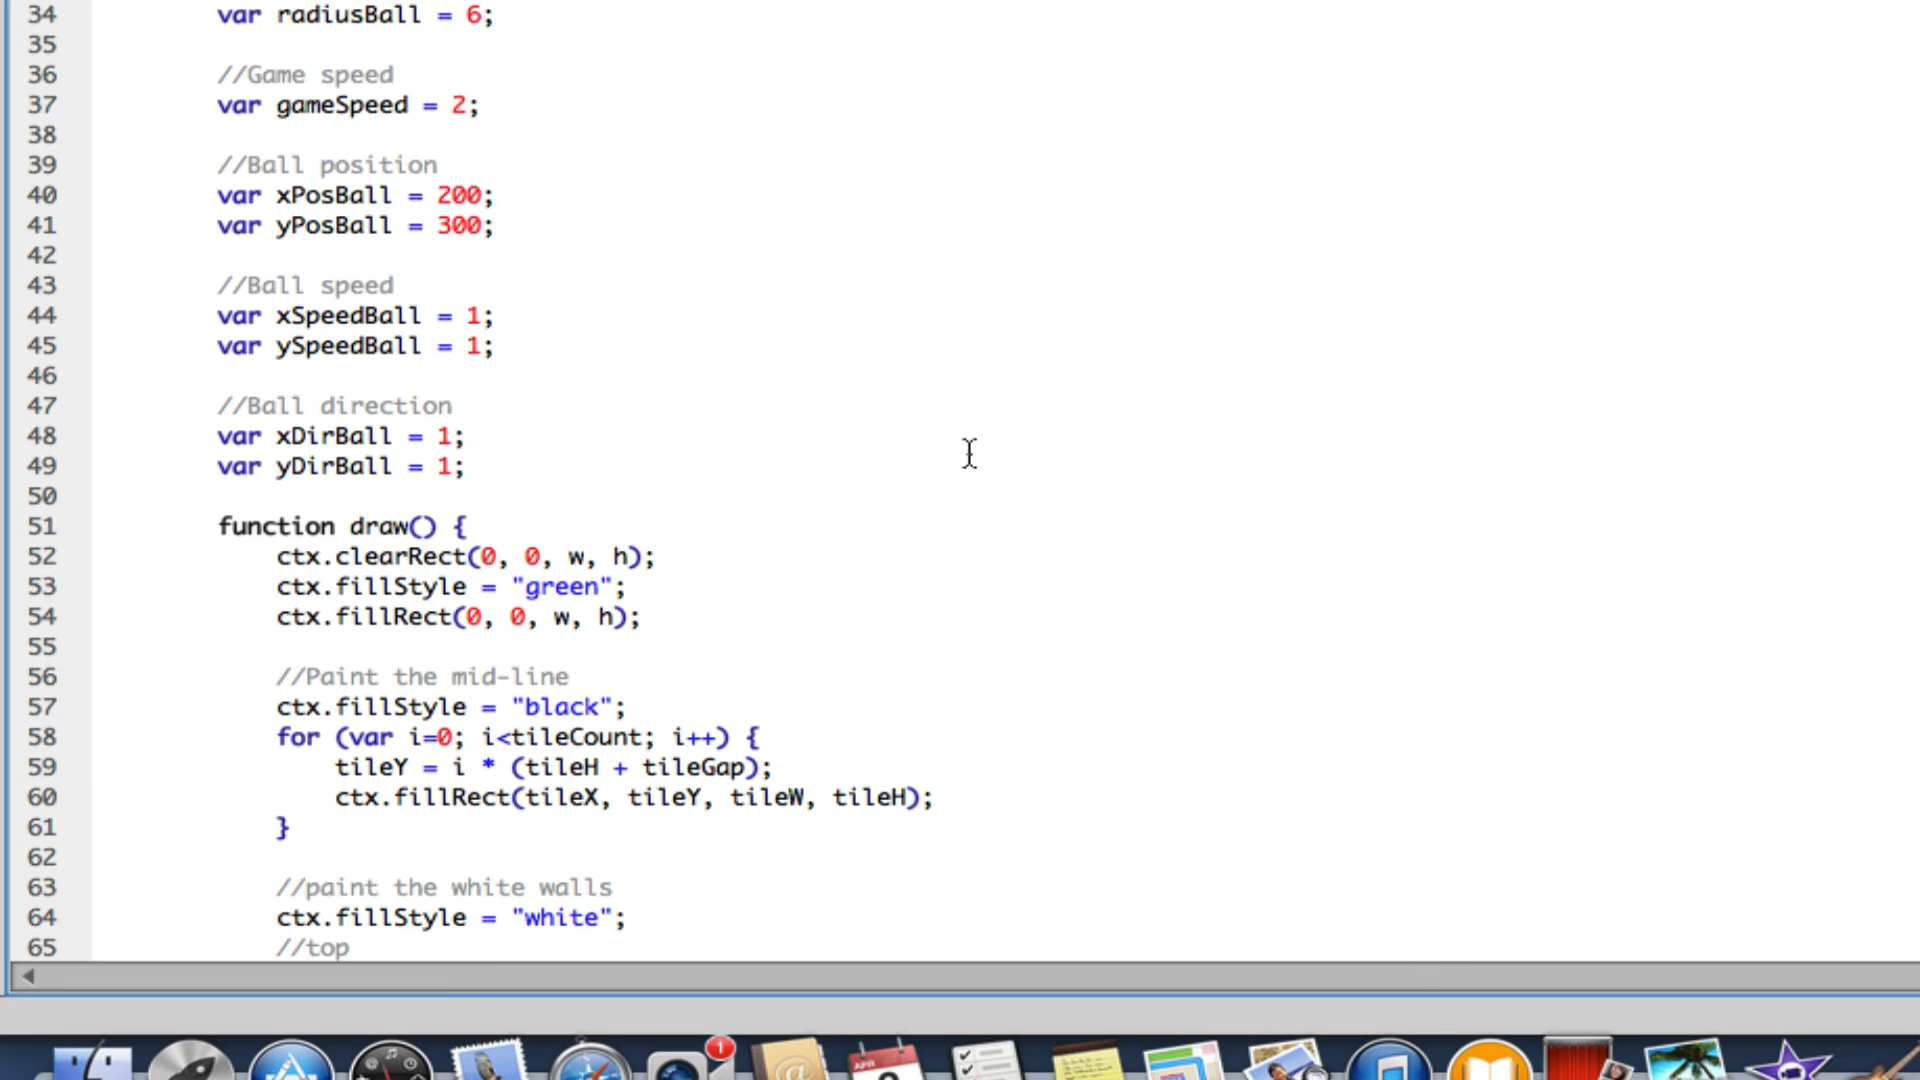 34 var radiusBall = 6;
35
36 //Game speed
37 var gameSpeed = 2;
38
39 //Ball position
40 var xPosBall = 200;
41 var yPosBall = 300;
42
43 //Ball speed
44 var xSpeedBall = 1;
45 var ySpeedBall = 1;
46
47 //Ball direction
48 var xDirBall = 1;
49 var yDirBall = 1;
50
51 function draw() {
52 ctx.clearRect(0, 0, w, h);
53 ctx.fillStyle = "green";
54 ctx.fillRect(0, 0, w, h);
55
56 //Paint the mid-line
57 ctx.fillStyle = "black";
58 for (var i=0; i<tileCount; i++) {
59 tileY = i * (tileH + tileGap);
60 ctx.fillRect(tileX, tileY, tileW, tileH);
61 }
62
63 //paint the white walls
64 ctx.fillStyle = "white";
65 //top
1
APR